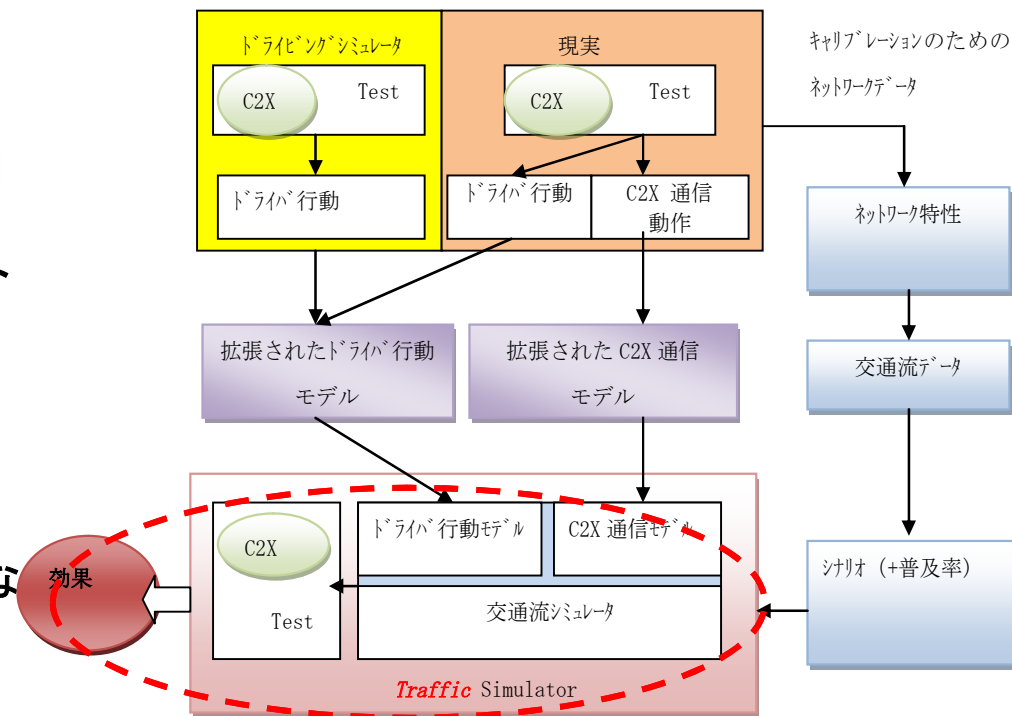 ﾄﾞﾗｲﾋﾞﾝｸﾞｼﾐｭﾚｰﾀ
現実
ｷｬﾘﾌﾞﾚｰｼｮﾝのための
ﾈｯﾄﾜｰｸﾃﾞｰﾀ
C2X
Test
C2X
Test
ﾄﾞﾗｲﾊﾞ行動
ﾄﾞﾗｲﾊﾞ行動
C2X 通信
動作
ﾈｯﾄﾜｰｸ特性
拡張されたﾄﾞﾗｲﾊﾞ行動
モデル
拡張された C2X 通信
モデル
交通流ﾃﾞｰﾀ
C2X
Test
ﾄﾞﾗｲﾊﾞ行動ﾓﾃﾞﾙ
C2X 通信ﾓﾃﾞﾙ
交通流ｼﾐｭﾚｰﾀ
ｼﾅﾘｵ（+普及率）
な
効果
Traffic Simulator